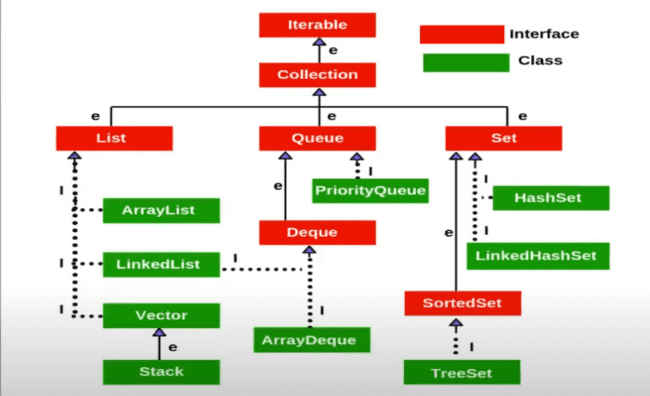 Iterable
Interface
e
Class
Collection
e
e
e
List
Queue
Set
I
I
I
e
PriorityQueue
HashSet
ArrayList
e
I
Deque
I
I
LinkedList
LinkedHashSet
SortedSet
I
Vector
I
e
ArrayDeque
I
Stack
TreeSet